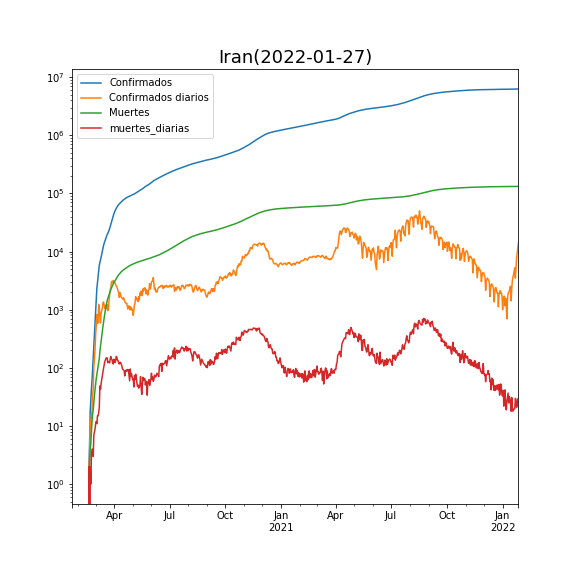 Iran(2022-01-27)
Confirmados
Confirmados diarios
Muertes
muertes_diarias
10^7
10^6
10^5
10^4
10^3
10^2
10^1
10^0
Apr Jul Oct Jan Apr Jul Oct Jan
2021 2022